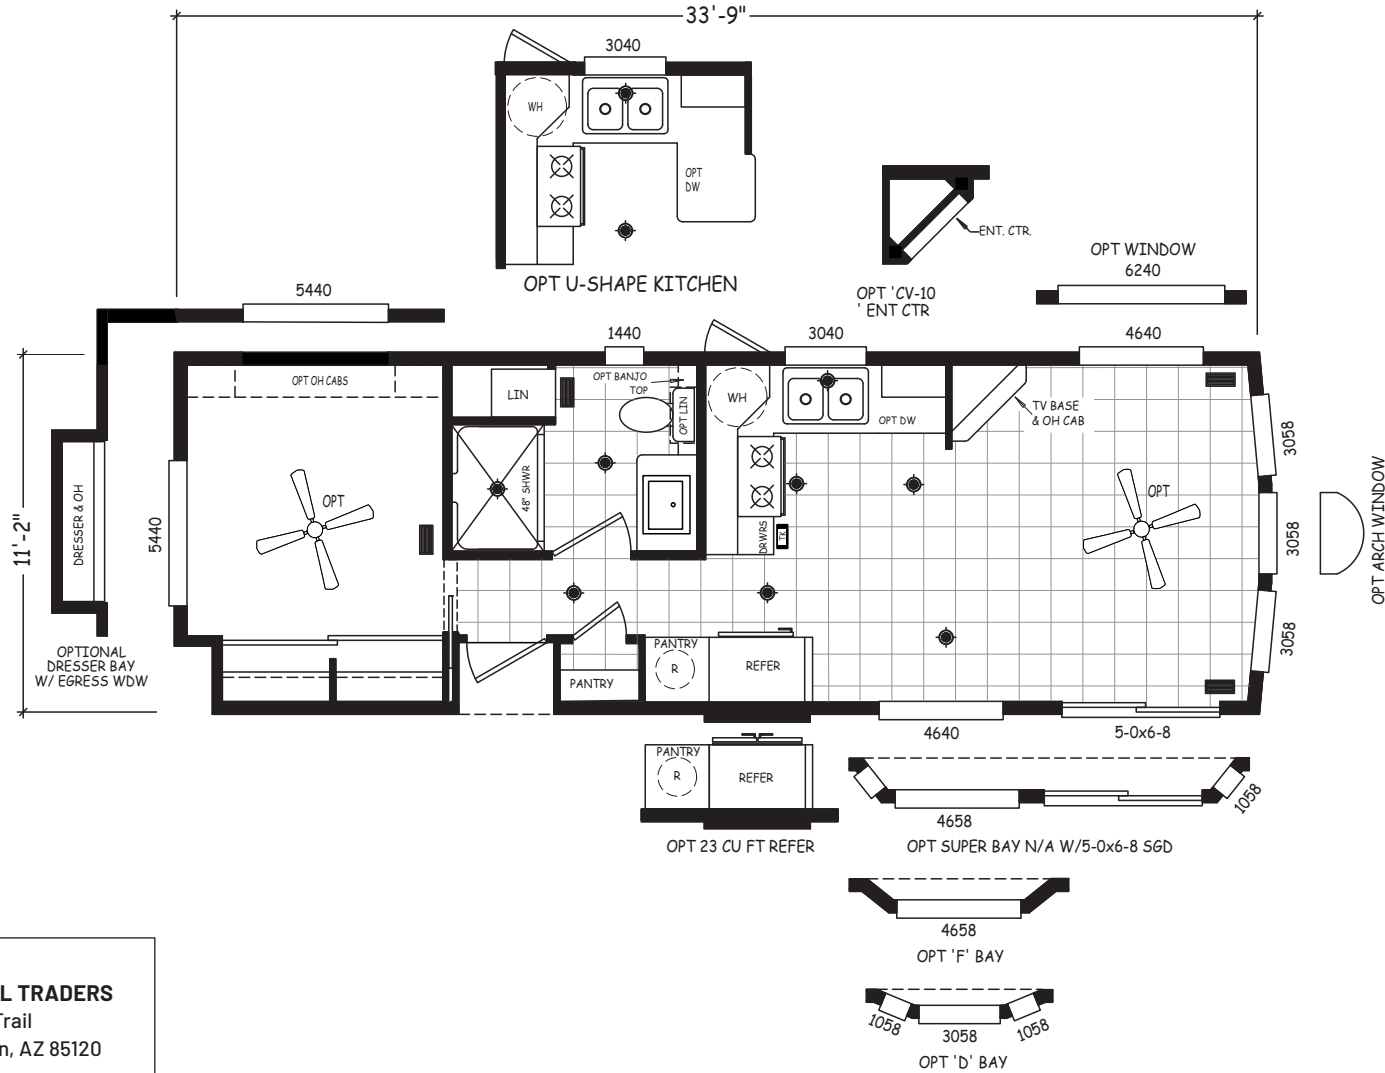 33'-9"
3040
WH
OPT
DW
OPT U-SHAPE KITCHEN
ENT. CTR.
OPT 'CV-10
' ENT CTR
OPT WINDOW
6240
5440
1440
3040
4640
OPT OH CABS
LIN
OPT BANJO
TOP
OPT LIN
WH
OPT DW
TV BASE
& OH CAB
3058
48" SHWR
OPT
OPT
DRESSER & OH
5440
11'-2"
DRWRS
TK
3058
OPT ARCH WINDOW
3058
OPTIONAL
DRESSER BAY
W/ EGRESS WDW
PANTRY
PANTRY
R
REFER
4640
5-0x6-8
PANTRY
R
REFER
OPT 23 CU FT REFER
4658
1058
OPT SUPER BAY N/A W/5-0x6-8 SGD
4658
OPT 'F' BAY
1058
3058
1058
OPT 'D' BAY
L TRADERS
Trail
n, AZ 85120